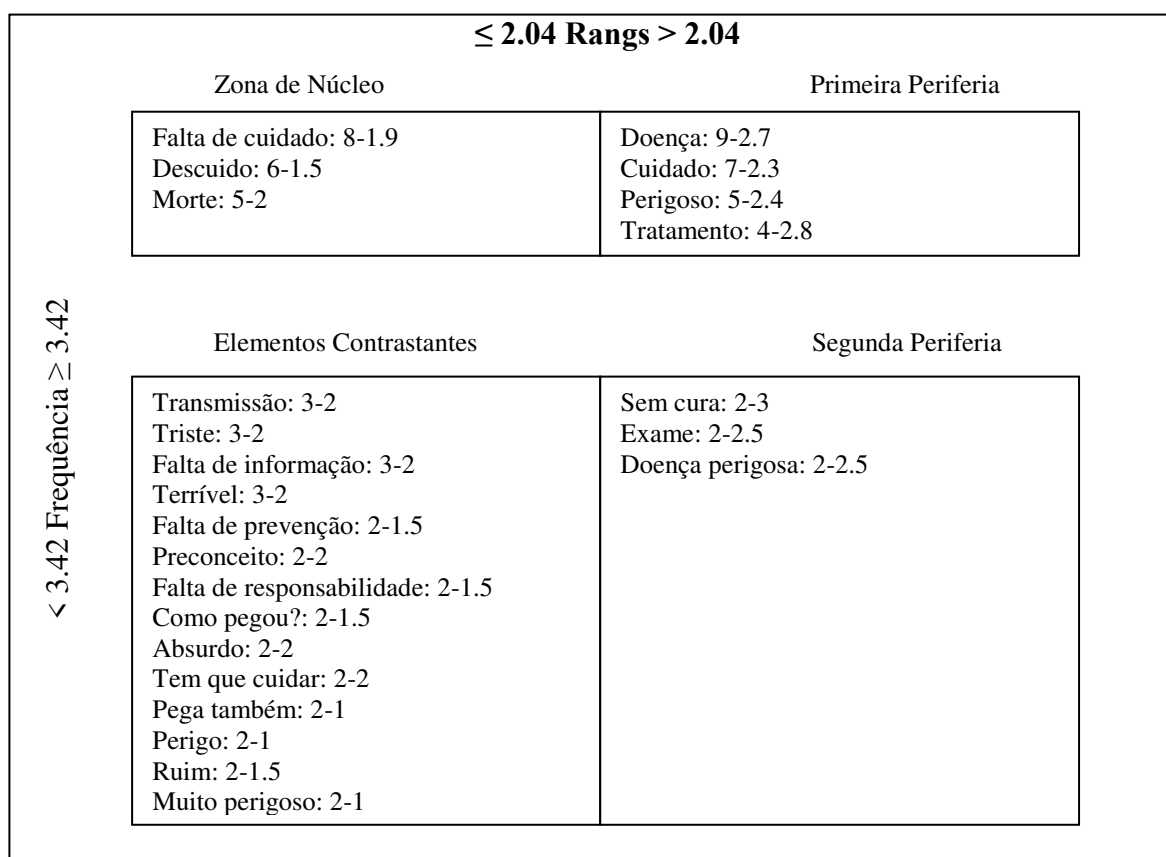 ≤ 2.04 Rangs > 2.04
Zona de Núcleo
Primeira Periferia
Falta de cuidado: 8-1.9
Descuido: 6-1.5
Morte: 5-2
Doença: 9-2.7
Cuidado: 7-2.3
Perigoso: 5-2.4
Tratamento: 4-2.8
< 3.42 Frequência ≥ 3.42
Elementos Contrastantes
Segunda Periferia
Transmissão: 3-2
Triste: 3-2
Falta de informação: 3-2
Terrível: 3-2
Falta de prevenção: 2-1.5
Preconceito: 2-2
Falta de responsabilidade: 2-1.5
Como pegou?: 2-1.5
Absurdo: 2-2
Tem que cuidar: 2-2
Pega também: 2-1
Perigo: 2-1
Ruim: 2-1.5
Muito perigoso: 2-1
Sem cura: 2-3
Exame: 2-2.5
Doença perigosa: 2-2.5